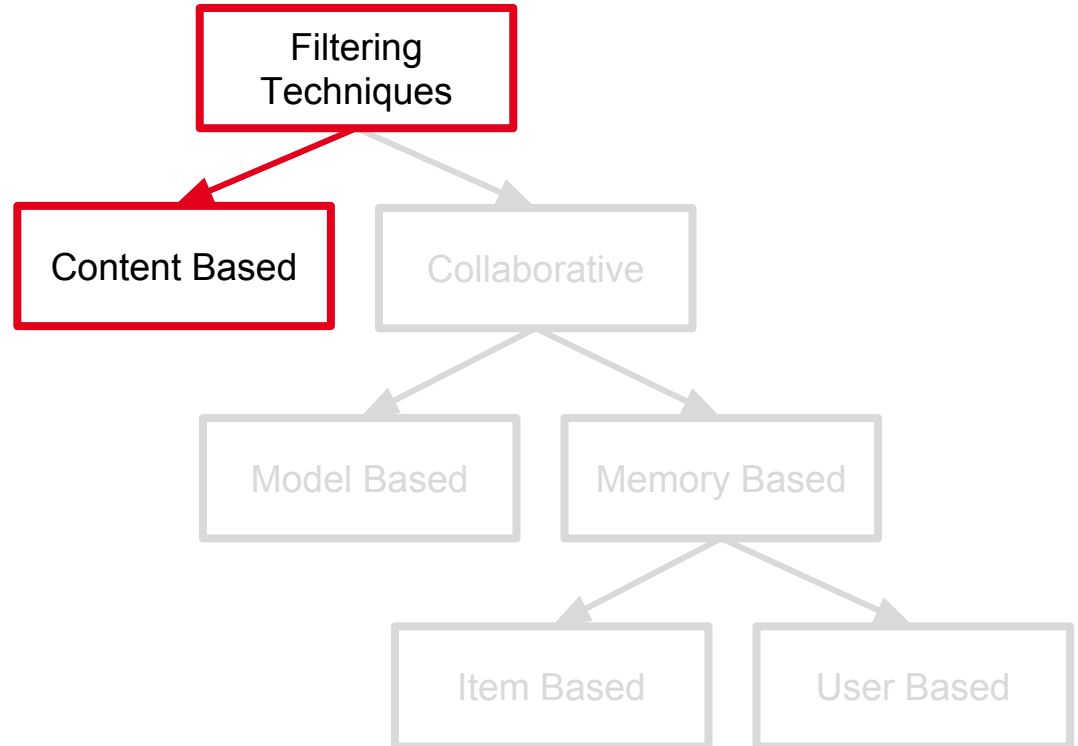 Filtering
Techniques
Content Based
Collaborative
Model Based
Memory Based
Item Based
User Based